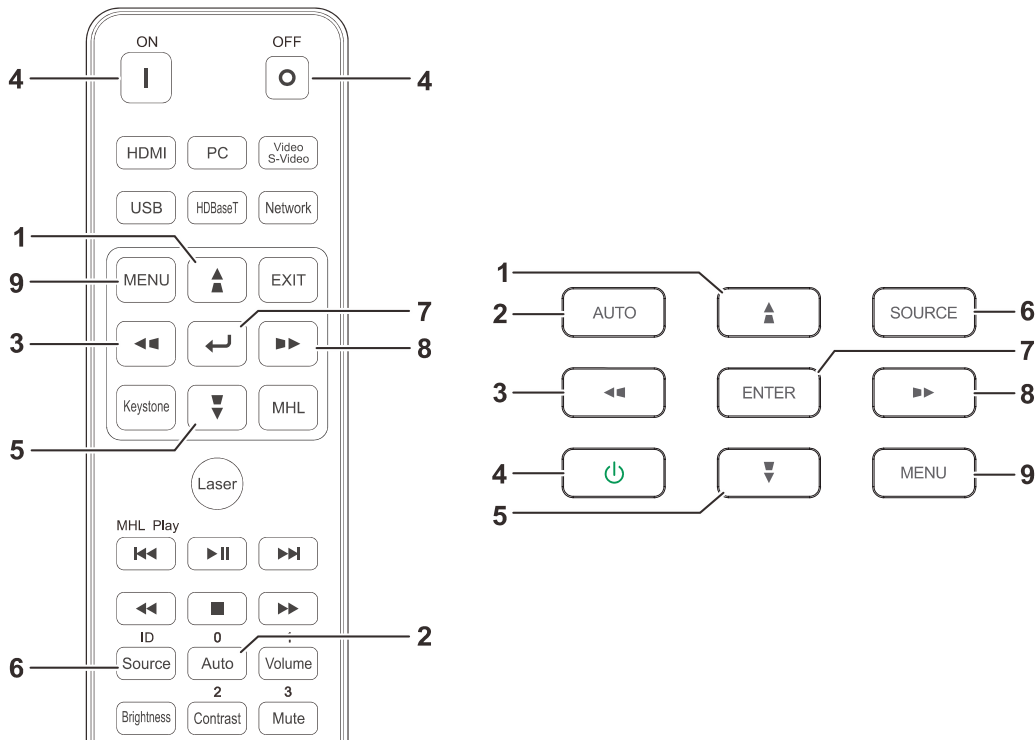 ON OFF
4 I O 4
HDMI PC Video S-Video
USB HDBaseT Network
1
9 MENU EXIT
7
3 8
Keystone MHL
5
Laser
MHL Play
ID 0 :
2
6 Source Auto Volume
2 3
Brightness Contrast Mute
1
2 AUTO SOURCE 6
7
3 ENTER 8
4 MENU 9
5